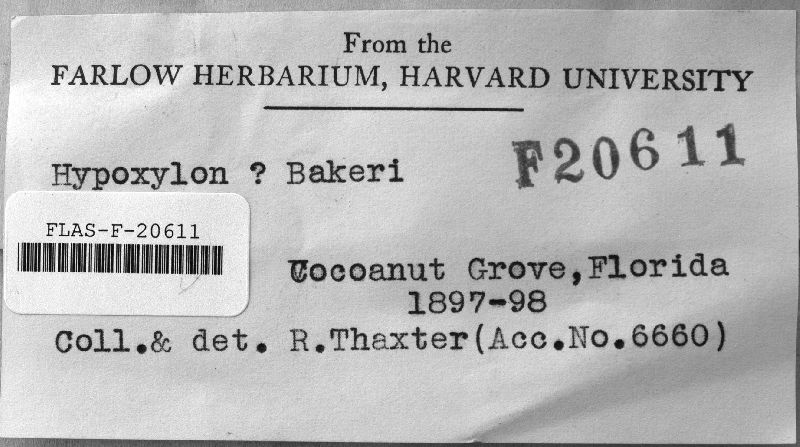 From the
FARLOW HERBARIUM, HARVARD UNIVERSITY
F20611
Hypoxylon ? Bakeri
FLAS-F-20611
Cocoanut Grove,Florida
1897-98
Coll.& det. R.Thaxter(Acc.No.6660)